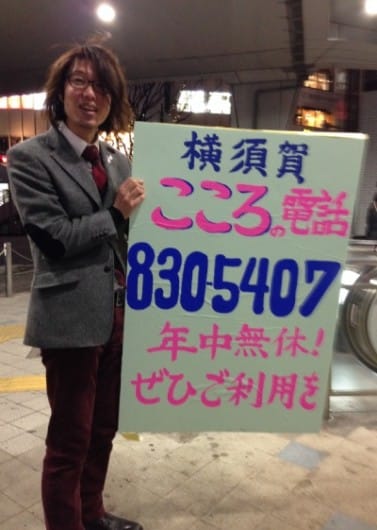 横須賀
こころの電話
830-5407
年中無休!
ぜひご利用を